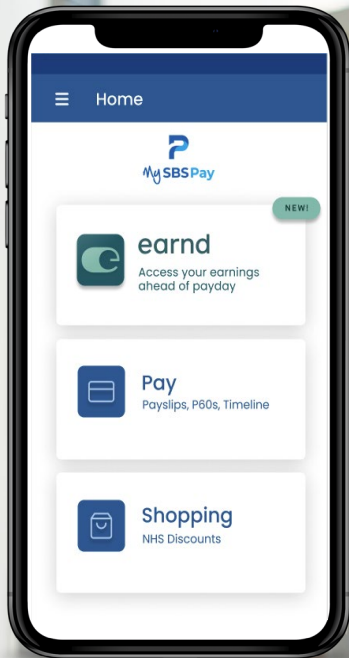 Home
My SBS Pay
NEW!
earnd
Access your earnings
ahead of payday
Pay
Payslips, P60s, Timeline
Shopping
NHS Discounts